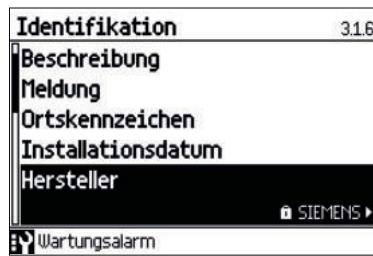 Identifikation 3.1.6
Beschreibung
Meldung
Ortskennzeichen
Installationsdatum
Hersteller
SIEMENS
Wartungsalarm